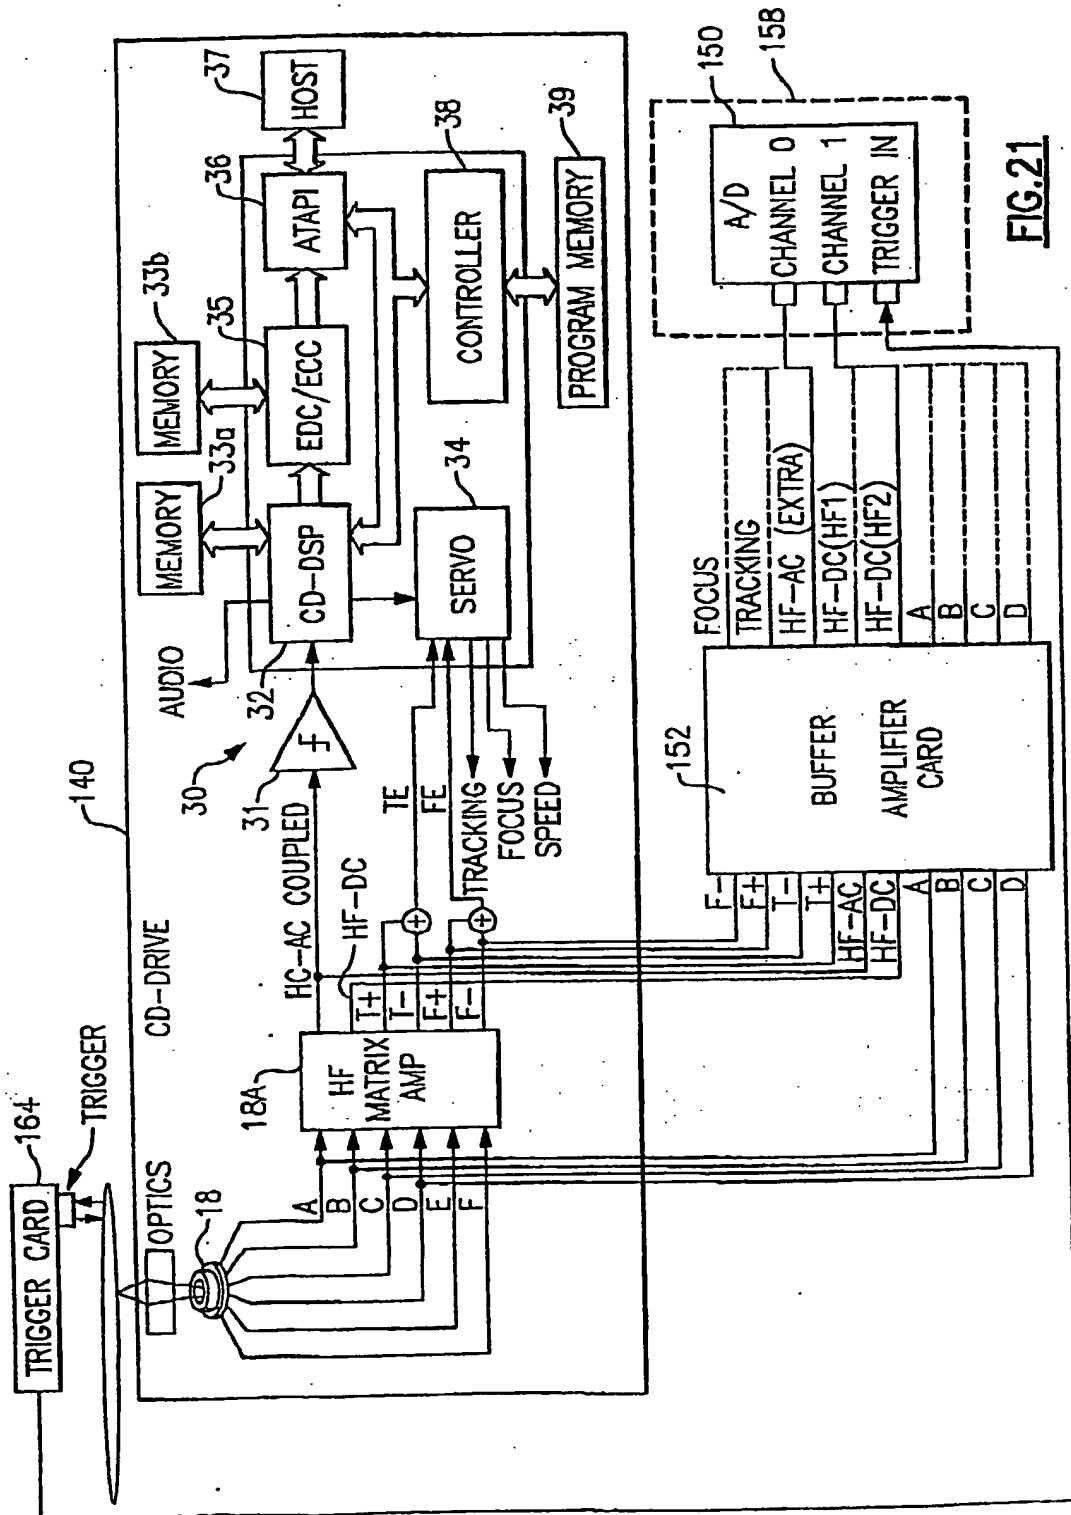 164
TRIGGER CARD
TRIGGER
OPTICS
18
CD-DRIVE
140
A
B
C
D
E
F
18A
HF
MATRIX
AMP
HC-AC COUPLED
HF-DC
T+
T-
F+
F-
30
31
TE
FE
TRACKING
FOCUS
SPEED
AUDIO
32
CD-DSP
SERVO
34
MEMORY
33a
MEMORY
33b
EDC/ECC
35
ATAPI
36
HOST
37
CONTROLLER
38
PROGRAM MEMORY
39
F-
F+
T-
T+
HF-AC
HF-DC
A
B
C
D
152
BUFFER
AMPLIFIER
CARD
FOCUS
TRACKING
HF-AC (EXTRA)
HF-DC(HF1)
HF-DC(HF2)
A
B
C
D
A/D
CHANNEL 0
CHANNEL 1
TRIGGER IN
150
158
FIG.21